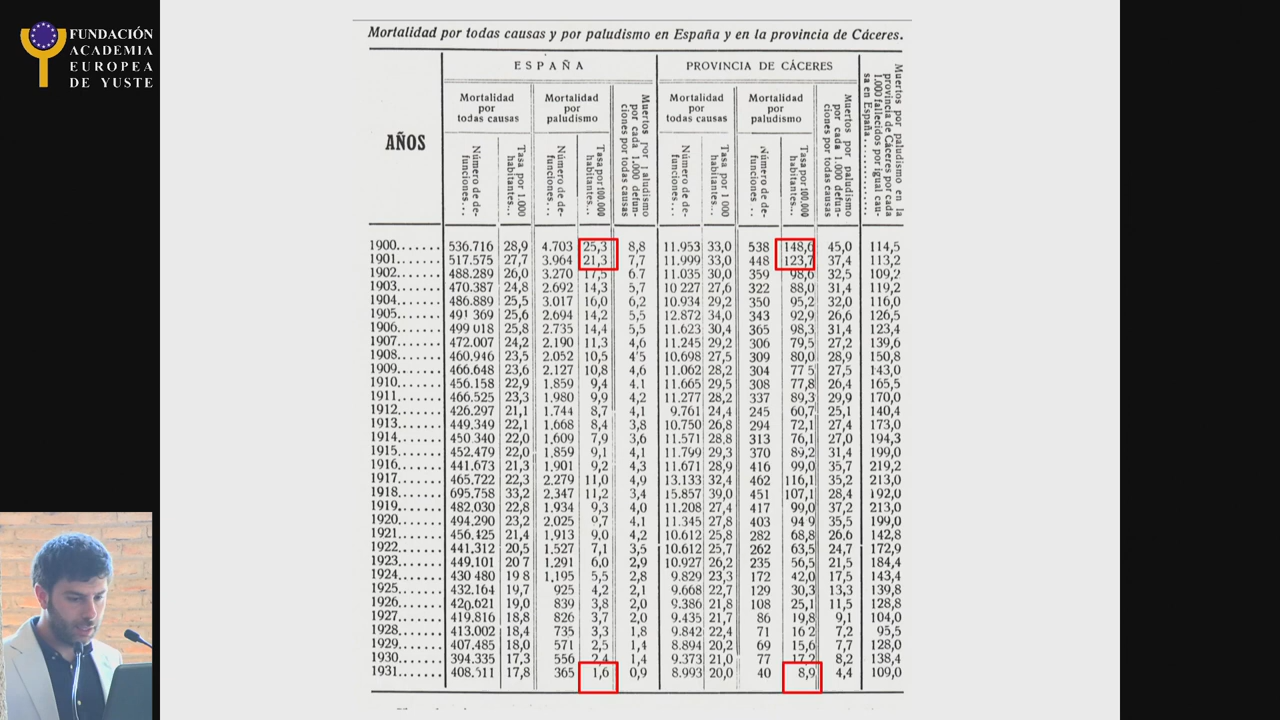 FUNDACIÓN
ACADEMIA
EUROPEA
DE YUSTE
Mortalidad por todas causas y por paludismo en España y en la provincia de Cáceres.
AÑOS
ESPAÑA
PROVINCIA DE CÁCERES
Muertos por paludismo en la provincia de Cáceres por cada 1.000 fallecidos por igual causa en España
Mortalidad por todas causas
Mortalidad por paludismo
Muertos por paludismo por cada 1.000 defunciones por todas causas
Mortalidad por todas causas
Mortalidad por paludismo
Muertos por paludismo por cada 1.000 defunciones por todas causas
Número de defunciones...
Tasa por 1.000 habitantes...
Número de defunciones...
Tasa por 100.000 habitantes...
Número de defunciones...
Tasa por 1 000 habitantes...
Número de defunciones...
Tasa por 100.000 habitantes...
1900....... 536.716 28,9 4.703 25,3 8,8 11.953 33,0 538 148,6 45,0 114,5
1901....... 517.575 27,7 3.964 21,3 7,7 11.999 33,0 448 123,7 37,4 113,2
1902....... 488.289 26,0 3.270 17,5 6.7 11.035 30,0 359 98,6 32,5 109,2
1903....... 470.387 24,8 2.692 14,3 5,7 10 227 27,6 322 88,0 31,4 119,2
1904....... 486.889 25,5 3.017 16,0 6,2 10.934 29,2 350 95,2 32,0 116,0
1905....... 491 369 25,6 2.694 14,2 5,5 12.872 34,0 343 92,9 26,6 126,5
1906....... 499 018 25,8 2.735 14,4 5,5 11.623 30,4 365 98,3 31,4 123,4
1907....... 472.007 24,2 2.190 11,3 4,6 11.245 29,2 306 79,5 27,2 139,6
1908....... 460.946 23,5 2.052 10,5 4'5 10.698 27,5 309 80,0 28,9 150,8
1909....... 466.648 23,6 2.127 10,8 4,6 11.062 28,2 304 77 5 27,5 143,0
1910....... 456.158 22,9 1.859 9,4 4.1 11.665 29,5 308 77,8 26,4 165,5
1911....... 466.525 23,3 1.980 9,9 4,2 11.277 28,2 337 89,3 29,9 170,0
1912....... 426.297 21,1 1.744 8,7 4,1 9.761 24,4 245 60,7 25,1 140,4
1913....... 449.349 22,1 1.668 8,4 3,8 10.750 26,8 294 72,1 27,4 173,0
1914....... 450.340 22,0 1.609 7,9 3,6 11.571 28.8 313 76,1 27,0 194,3
1915....... 452.479 22,0 1.859 9,1 4,1 11.799 29,3 370 89,2 31,4 199,0
1916....... 441.673 21,3 1.901 9,2 4,3 11.671 28,9 416 99,0 35,7 219,2
1917....... 465.722 22,3 2.279 11,0 4,9 13.133 32,4 462 116,1 35,2 213,0
1918....... 695.758 33,2 2.347 11,2 3,4 15.857 39,0 451 107,1 28,4 192,0
1919....... 482.030 22,8 1.934 9,3 4,0 11.208 27,4 417 99,0 37,2 213,0
1920....... 494.290 23,2 2.025 9,7 4,1 11.345 27,8 403 94 9 35,5 199,0
1921....... 456.425 21,4 1.913 9,0 4,2 10.612 25,8 282 68,8 26,6 142,8
1922....... 441.312 20,5 1.527 7,1 3,5 10.612 25,7 262 63,5 24,7 172,9
1923....... 449.101 20 7 1.291 6,0 2,9 10.927 26,2 235 56,5 21,5 184,4
1924....... 430 480 19 8 1,195 5,5 2,8 9.829 23,3 172 42,0 17,5 143,4
1925....... 432.164 19,7 925 4,2 2,1 9.668 22,7 129 30,3 13,3 139,8
1926....... 420.621 19,0 839 3,8 2,0 9.386 21,8 108 25,1 11,5 128,8
1927....... 419.816 18,8 826 3,7 2,0 9.435 21,7 86 19,8 9,1 104,0
1928....... 413.002 18,4 735 3,3 1,8 9.842 22,4 71 16 2 7,2 95,5
1929....... 407.485 18,0 571 2,5 1,4 8.894 20,2 69 15,6 7,7 128,0
1930....... 394.335 17,3 556 2,4 1,4 9.373 21,0 77 17,2 8,2 138,4
1931....... 408.511 17,8 365 1,6 0,9 8.993 20,0 40 8,9 4,4 109,0